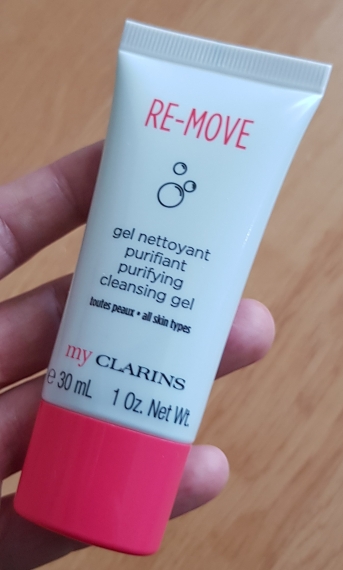 RE-MOVE
gel nettoyant
purifiant
purifying
cleansing gel
toutes peaux • all skin types
my CLARINS
e 30 mL 1 Oz. Net Wt.